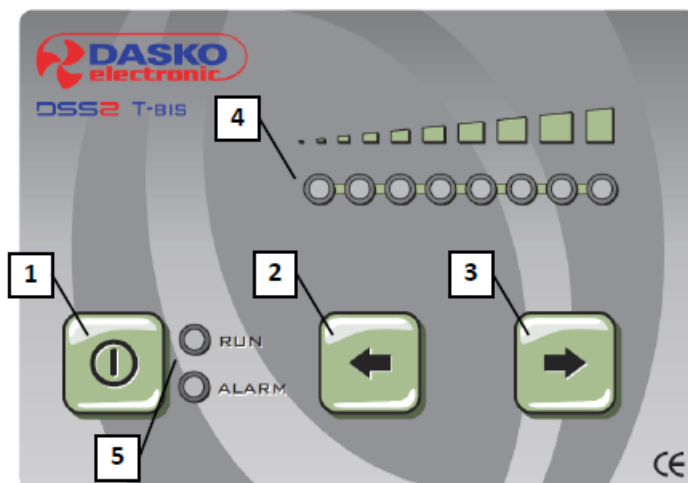 DASKO
electronic
DSS2 T-BIS
4
1
2
3
RUN
ALARM
5
CE